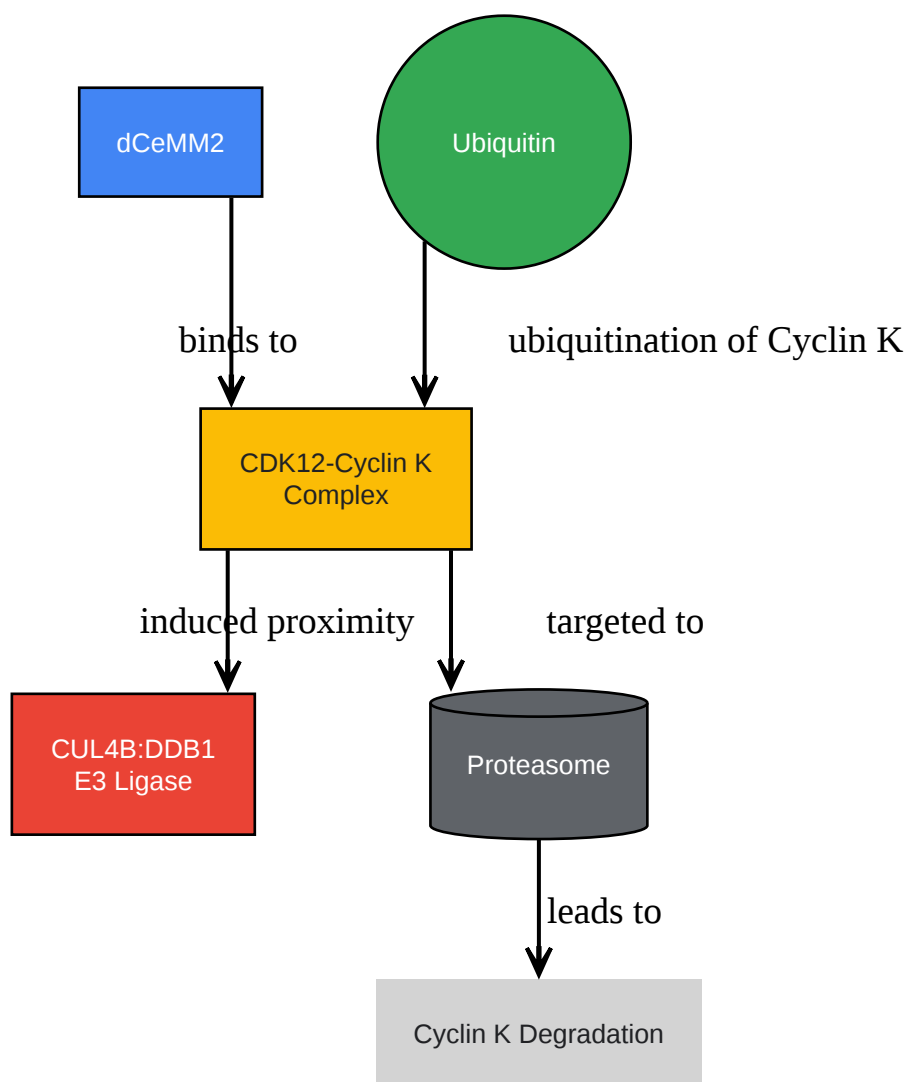 dCeMM2
Ubiquitin
binds to
ubiquitination of Cyclin K
CDK12-Cyclin K
Complex
induced proximity
targeted to
CUL4B:DDB1
E3 Ligase
Proteasome
leads to
Cyclin K Degradation